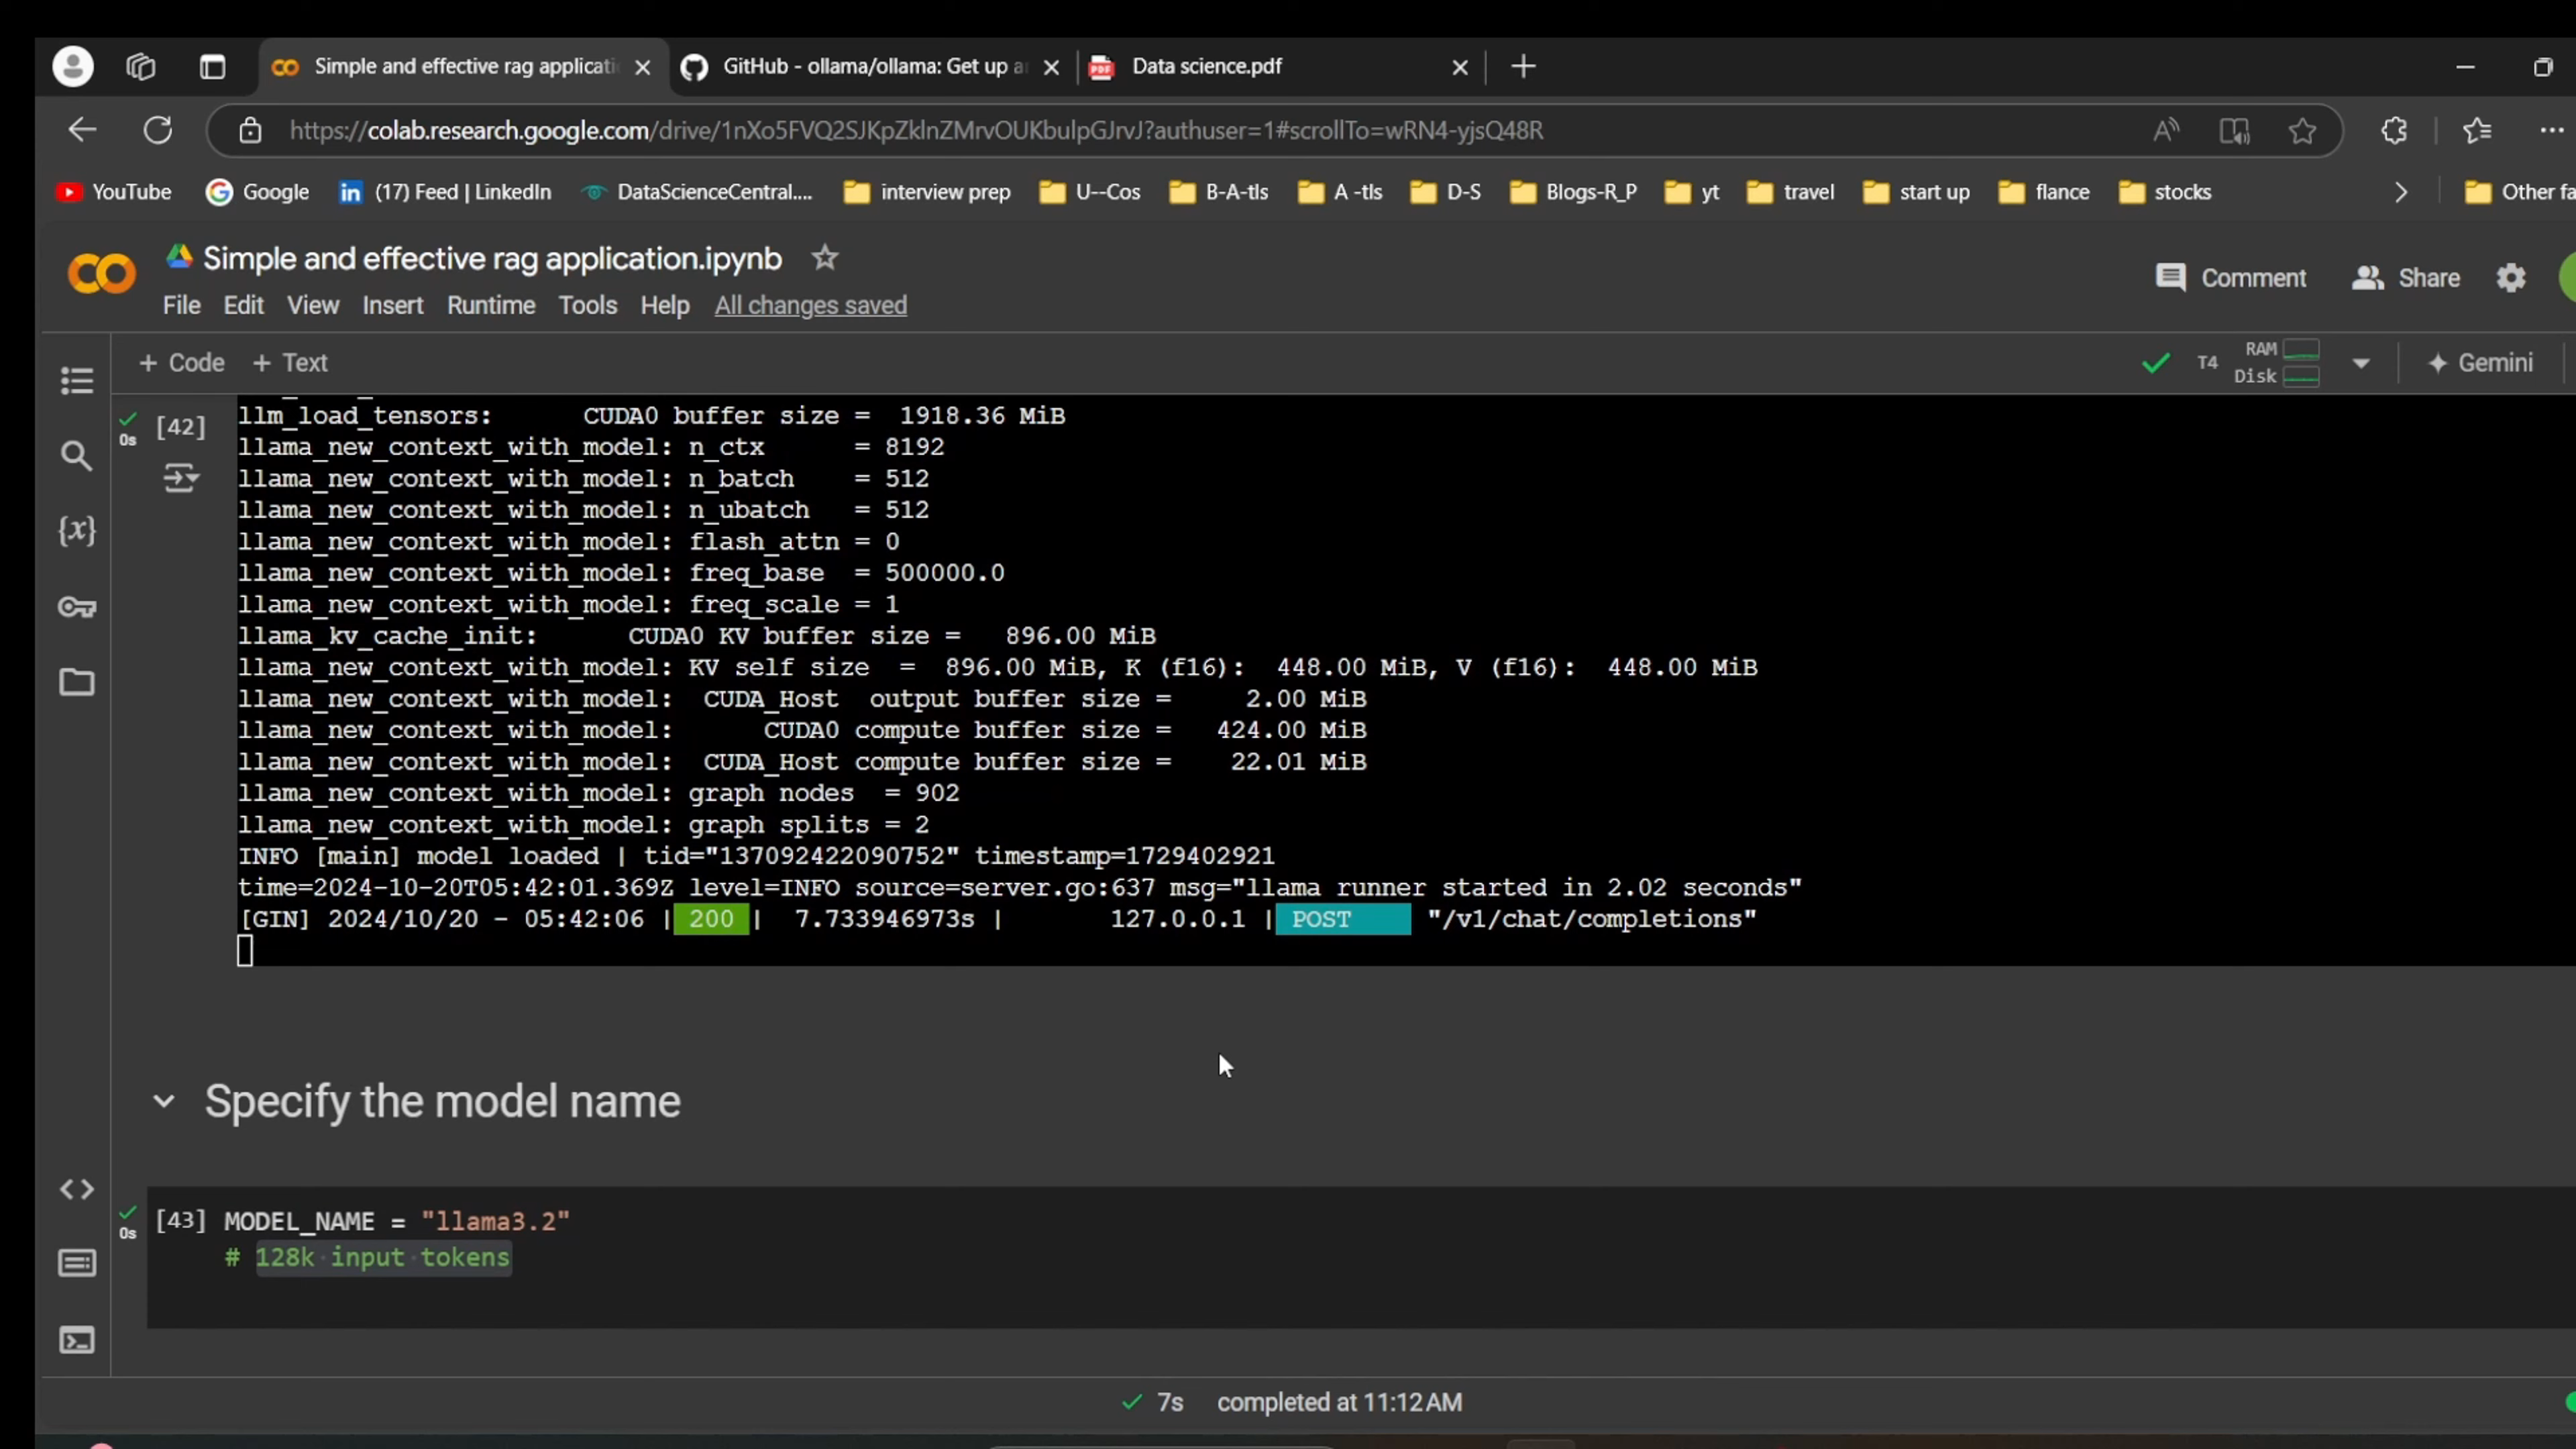 Simple and effective rag applicati
GitHub - ollama/ollama: Get up a
PDF Data science.pdf
https://colab.research.google.com/drive/1nXo5FVQ2SJKpZklnZMrvOUKbulpGJrvJ?authuser=1#scrollTo=wRN4-yjsQ48R
YouTube Google (17) Feed | LinkedIn DataScienceCentral.... interview prep U--Cos B-A-tls A -tls D-S Blogs-R_P yt travel start up flance stocks Other fa
Simple and effective rag application.ipynb
Comment Share
File Edit View Insert Runtime Tools Help All changes saved
+ Code + Text
T4 RAM Disk Gemini
llm_load_tensors: CUDA0 buffer size = 1918.36 MiB
0s [42]
llama_new_context_with_model: n_ctx = 8192
llama_new_context_with_model: n_batch = 512
llama_new_context_with_model: n_ubatch = 512
llama_new_context_with_model: flash_attn = 0
llama_new_context_with_model: freq_base = 500000.0
llama_new_context_with_model: freq_scale = 1
llama_kv_cache_init: CUDA0 KV buffer size = 896.00 MiB
llama_new_context_with_model: KV self size = 896.00 MiB, K (f16): 448.00 MiB, V (f16): 448.00 MiB
llama_new_context_with_model: CUDA_Host output buffer size = 2.00 MiB
llama_new_context_with_model: CUDA0 compute buffer size = 424.00 MiB
llama_new_context_with_model: CUDA_Host compute buffer size = 22.01 MiB
llama_new_context_with_model: graph nodes = 902
llama_new_context_with_model: graph splits = 2
INFO [main] model loaded | tid="137092422090752" timestamp=1729402921
time=2024-10-20T05:42:01.369Z level=INFO source=server.go:637 msg="llama runner started in 2.02 seconds"
[GIN] 2024/10/20 - 05:42:06 | 200 | 7.733946973s | 127.0.0.1 | POST "/v1/chat/completions"
Specify the model name
0s [43] MODEL_NAME = "llama3.2"
# 128k input tokens
7s completed at 11:12 AM